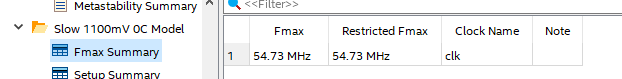 Metastability Summary
Slow 1100mV 0C Model
Fmax Summary
Setup Summary
<<Filter>>
Fmax Restricted Fmax Clock Name Note
1 54.73 MHz 54.73 MHz clk